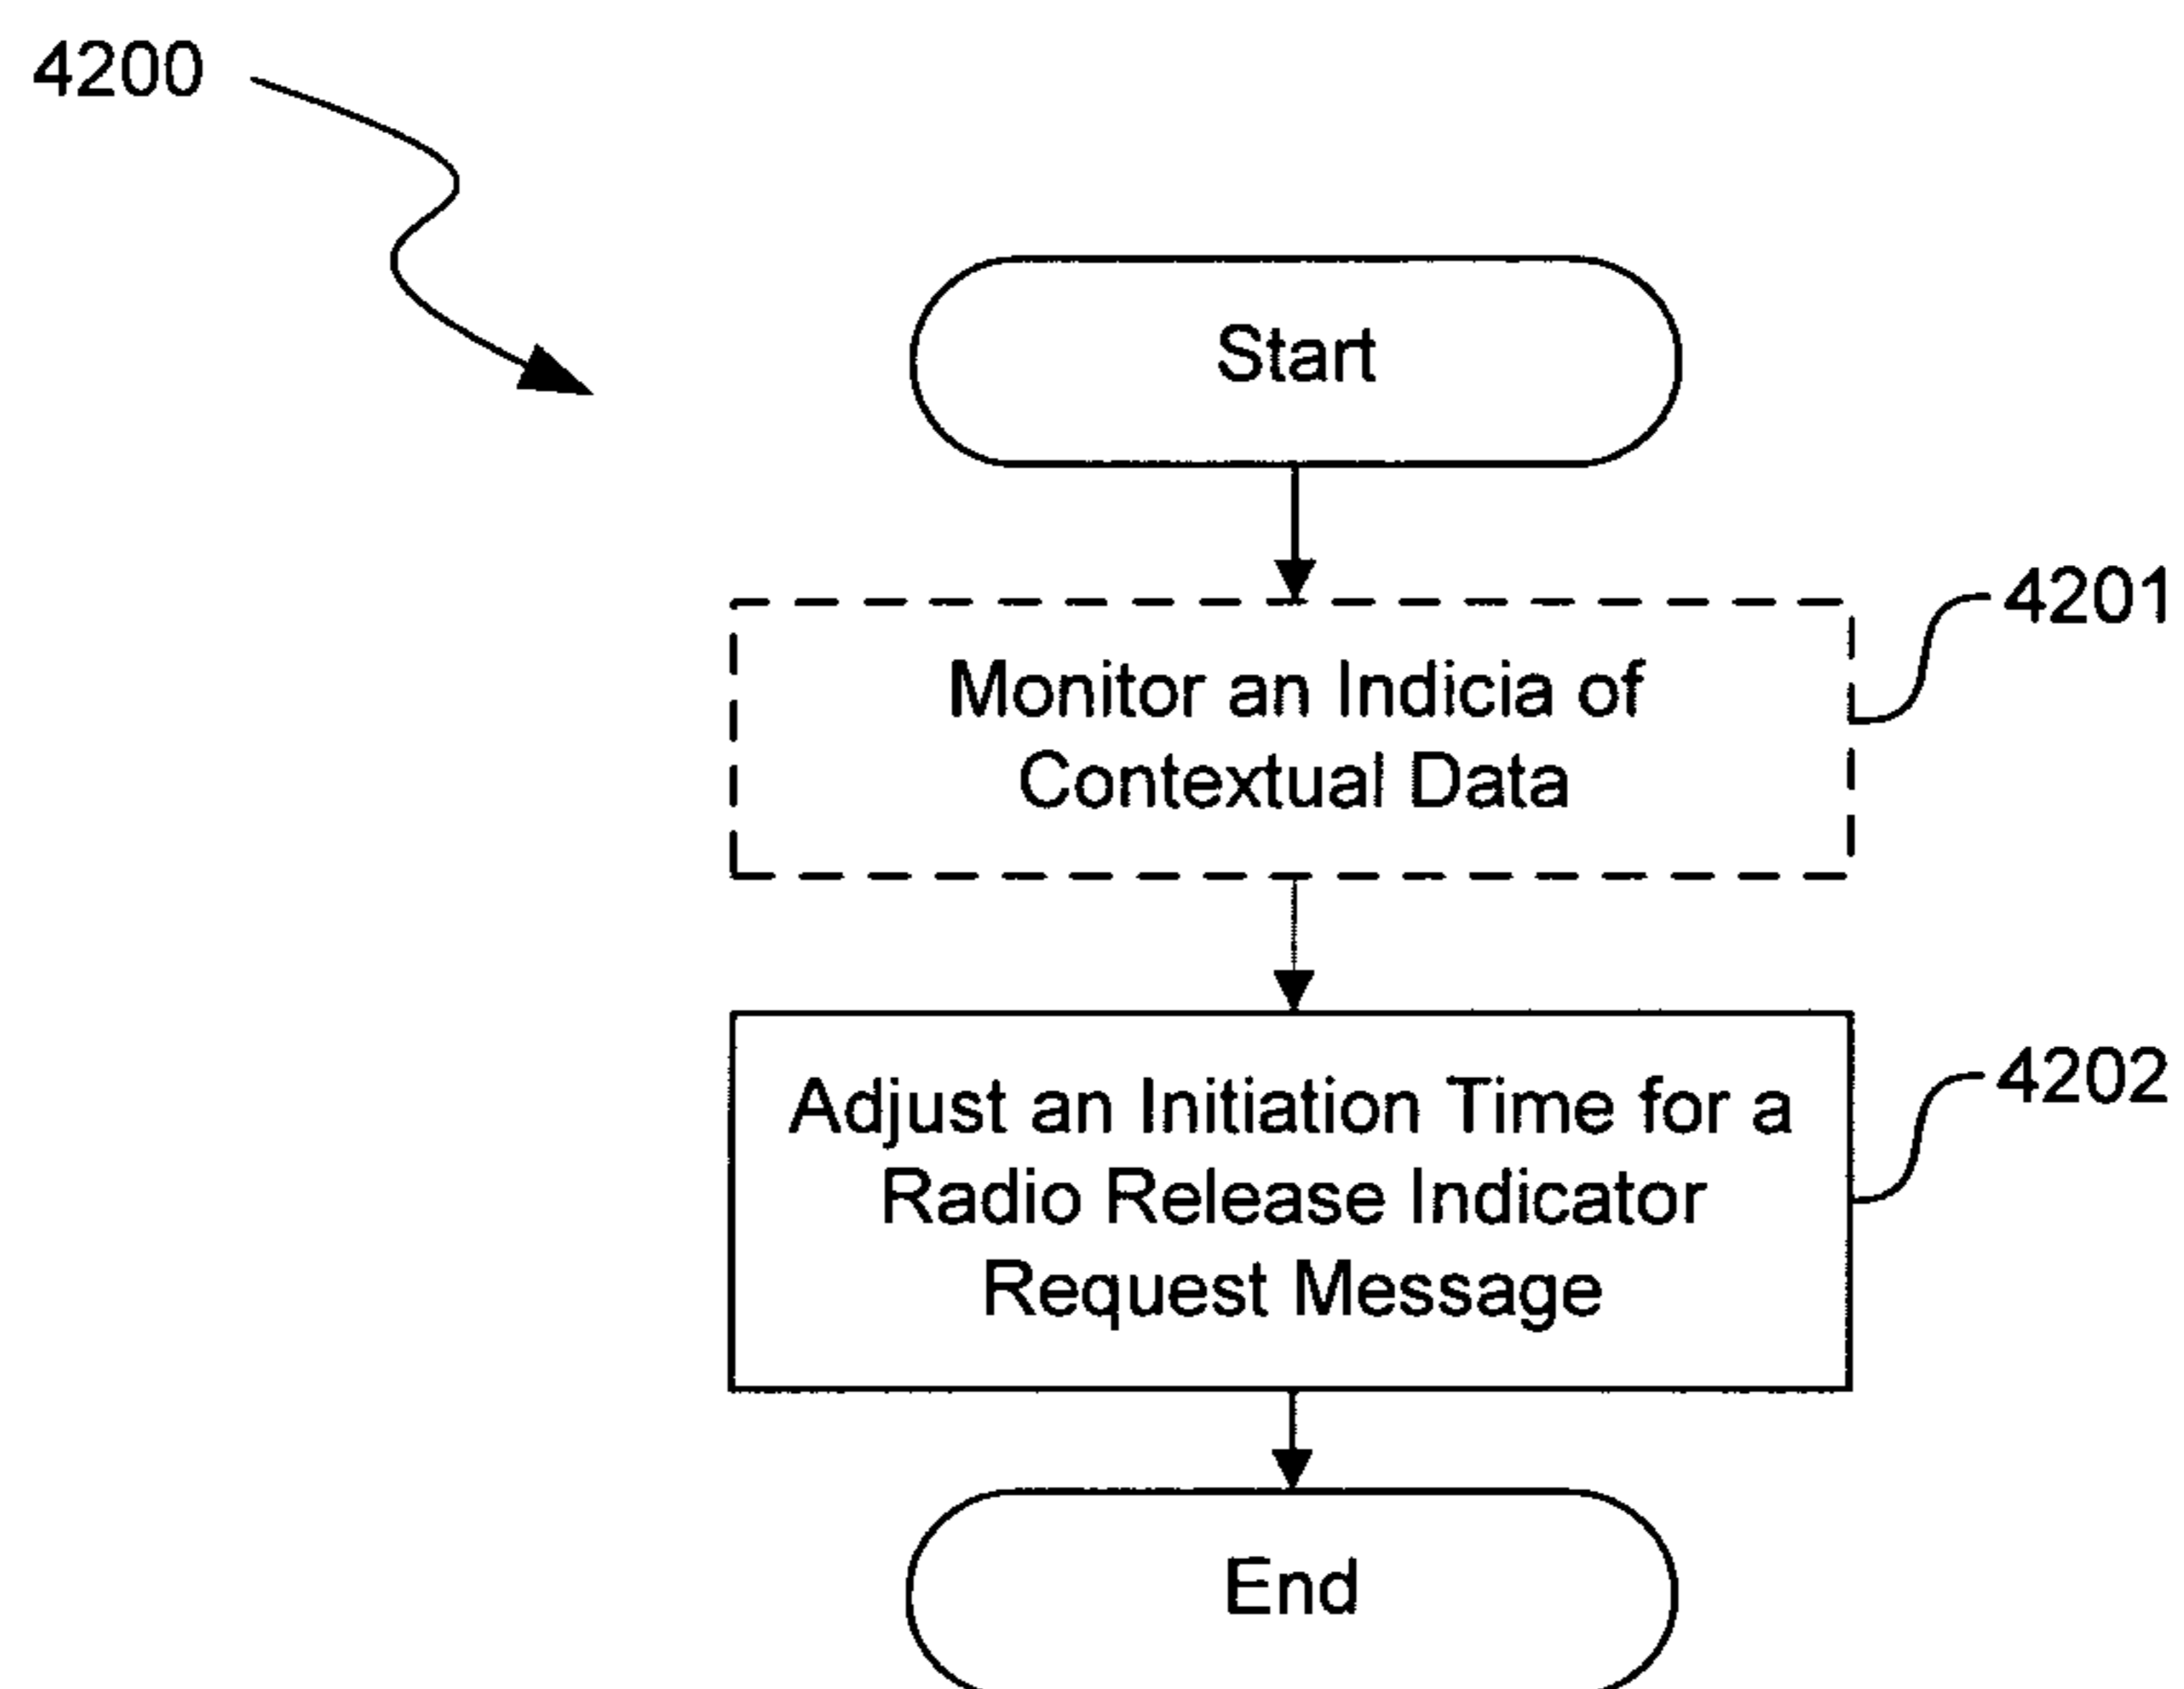 4200
Start
4201
Monitor an Indicia of
Contextual Data
4202
Adjust an Initiation Time for a
Radio Release Indicator
Request Message
End